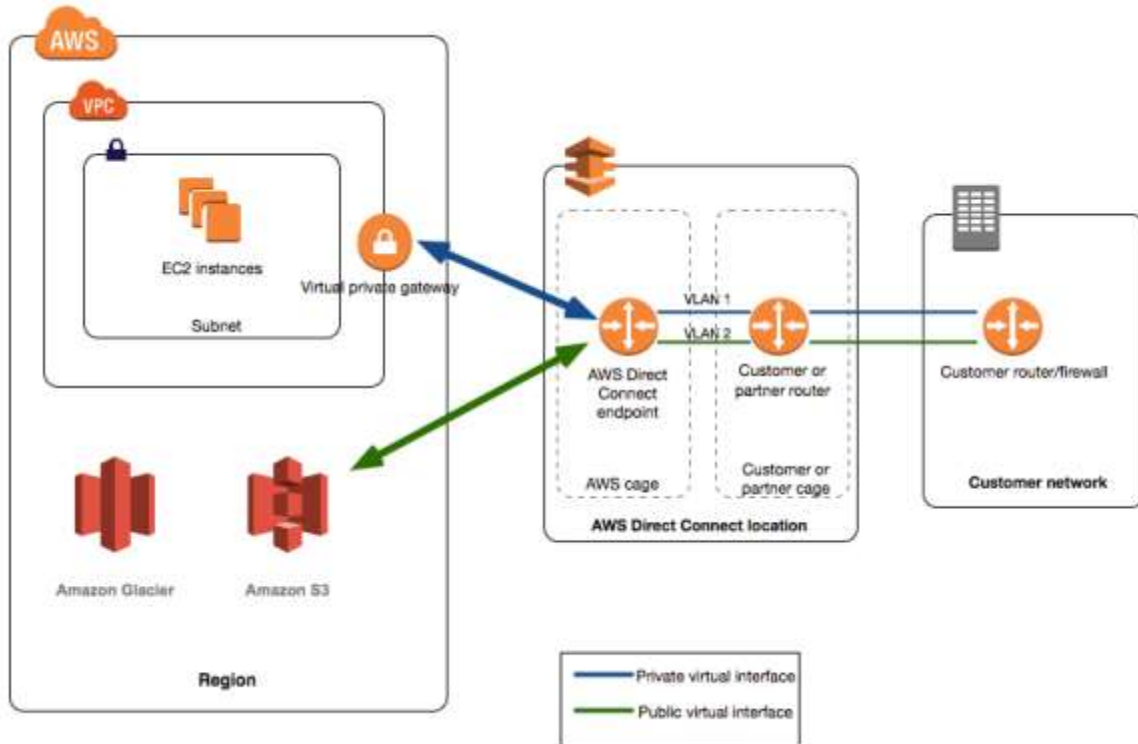 AWS
VPC
EC2 instances
Subnet
Virtual private gateway
Amazon Glacier
Amazon S3
Region
VLAN 1
VLAN 2
AWS Direct
Connect
endpoint
AWS cage
Customer or
partner router
Customer or
partner cage
AWS Direct Connect location
Customer router/firewall
Customer network
Private virtual interface
Public virtual interface